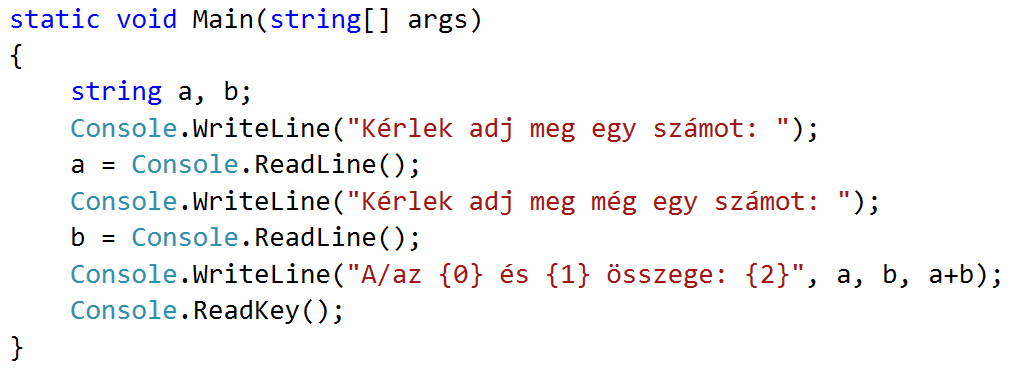 static void Main(string[] args)
{
    string a, b;
    Console.WriteLine("Kérlek adj meg egy számot: ");
    a = Console.ReadLine();
    Console.WriteLine("Kérlek adj meg még egy számot: ");
    b = Console.ReadLine();
    Console.WriteLine("A/az {0} és {1} összege: {2}", a, b, a+b);
    Console.ReadKey();
}